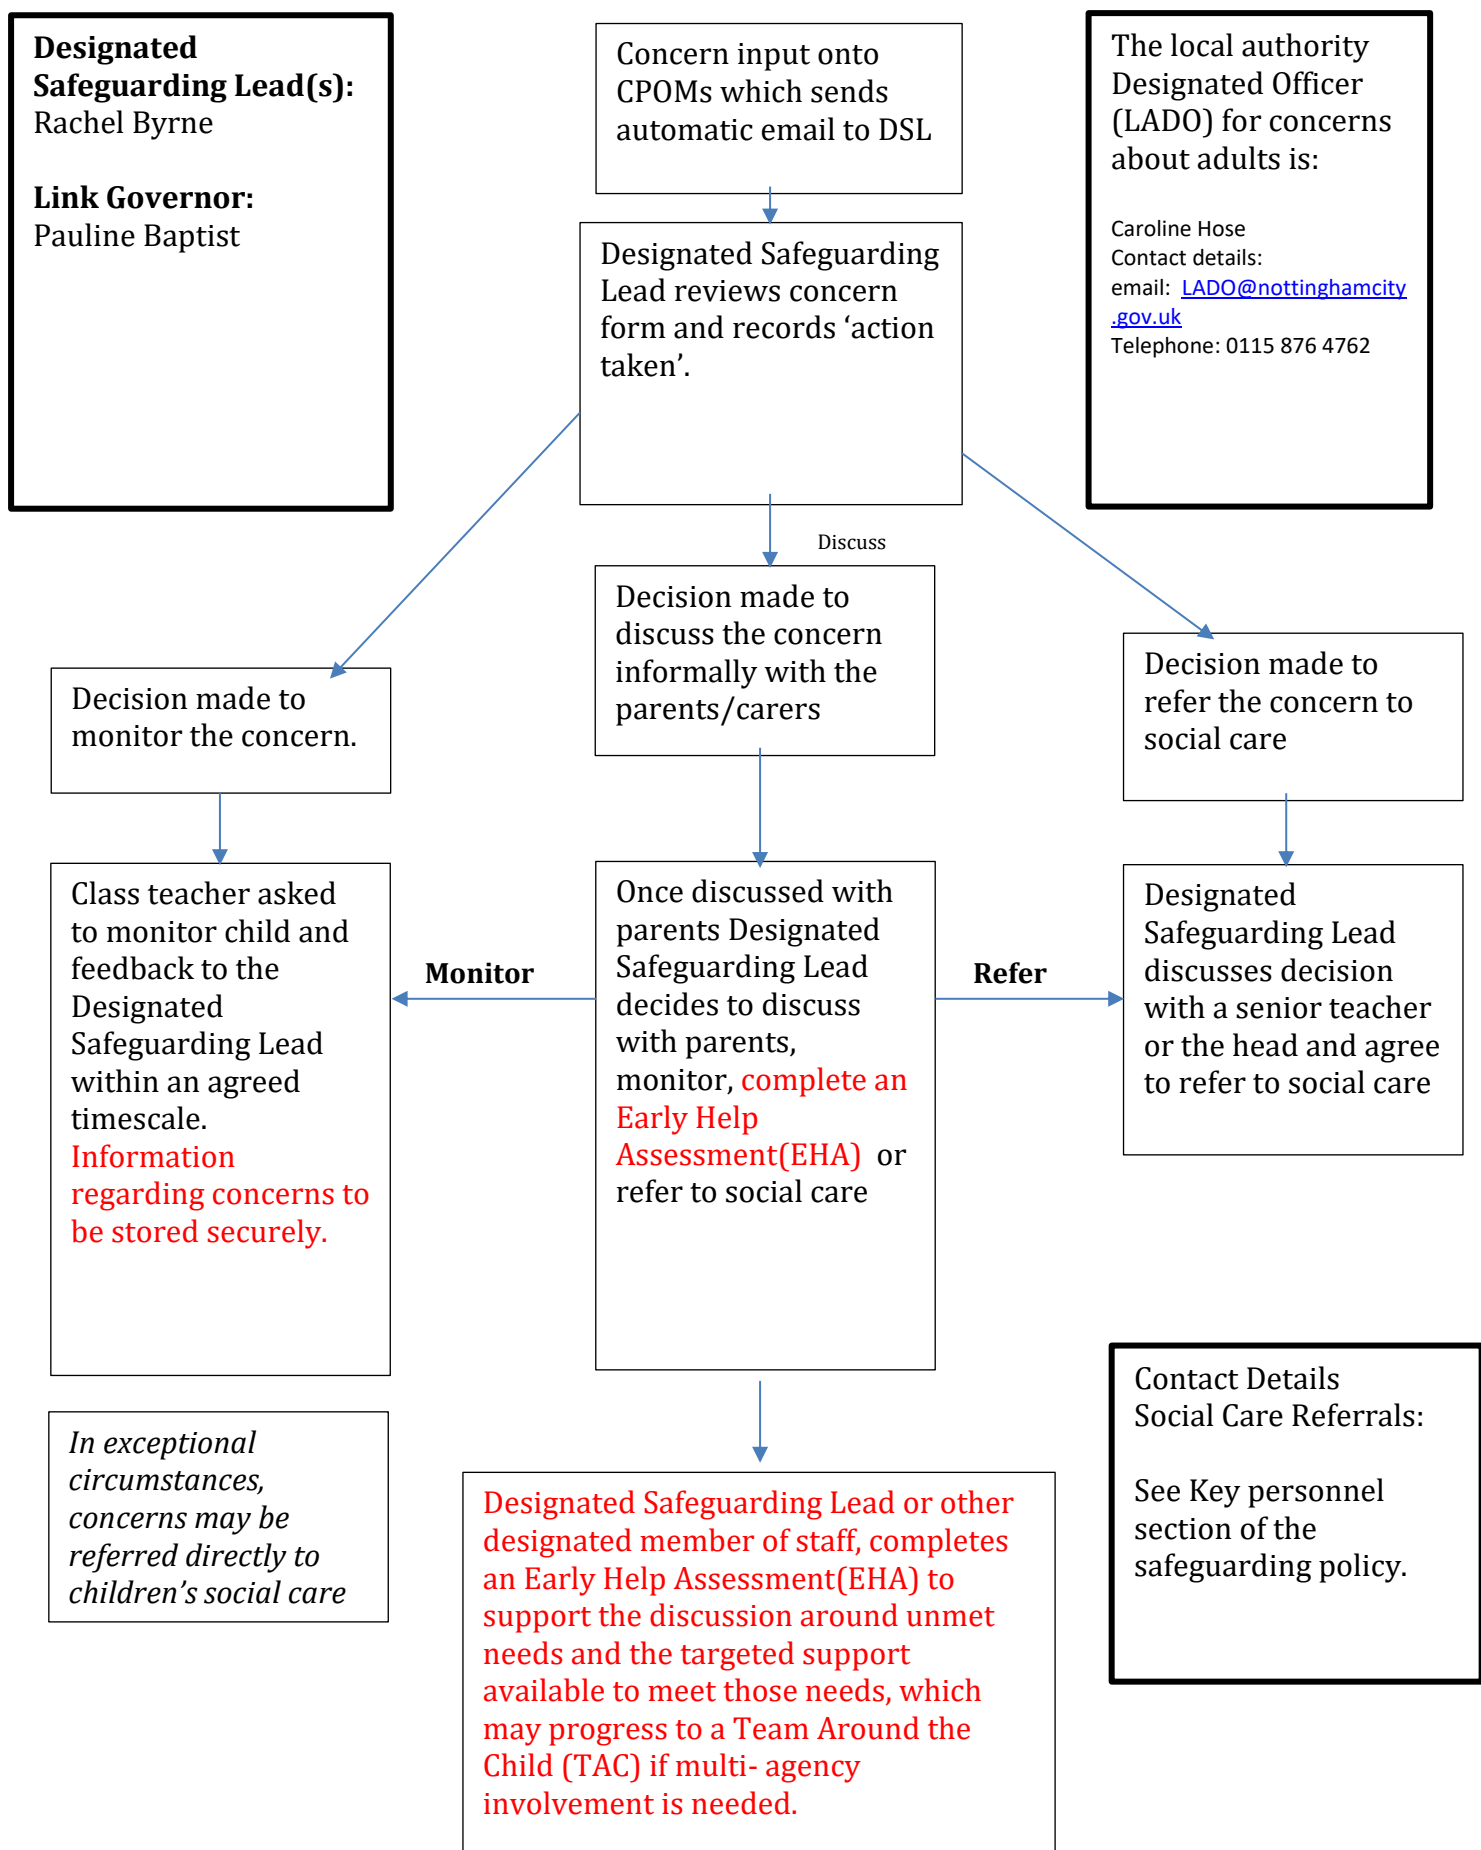 Designated
Safeguarding Lead(s):
Rachel Byrne
Link Governor:
Pauline Baptist
Concern input onto
CPOMs which sends
automatic email to DSL
The local authority
Designated Officer
(LADO) for concerns
about adults is:
Caroline Hose
Contact details:
email: LADO@nottinghamcity
.gov.uk
Telephone: 0115 876 4762
Designated Safeguarding
Lead reviews concern
form and records ‘action
taken’.
Discuss
Decision made to
monitor the concern.
Decision made to
discuss the concern
informally with the
parents/carers
Decision made to
refer the concern to
social care
Class teacher asked
to monitor child and
feedback to the
Designated
Safeguarding Lead
within an agreed
timescale.
Information
regarding concerns to
be stored securely.
Monitor
Once discussed with
parents Designated
Safeguarding Lead
decides to discuss
with parents,
monitor, complete an
Early Help
Assessment(EHA) or
refer to social care
Refer
Designated
Safeguarding Lead
discusses decision
with a senior teacher
or the head and agree
to refer to social care
In exceptional
circumstances,
concerns may be
referred directly to
children’s social care
Designated Safeguarding Lead or other
designated member of staff, completes
an Early Help Assessment(EHA) to
support the discussion around unmet
needs and the targeted support
available to meet those needs, which
may progress to a Team Around the
Child (TAC) if multi- agency
involvement is needed.
Contact Details
Social Care Referrals:
See Key personnel
section of the
safeguarding policy.